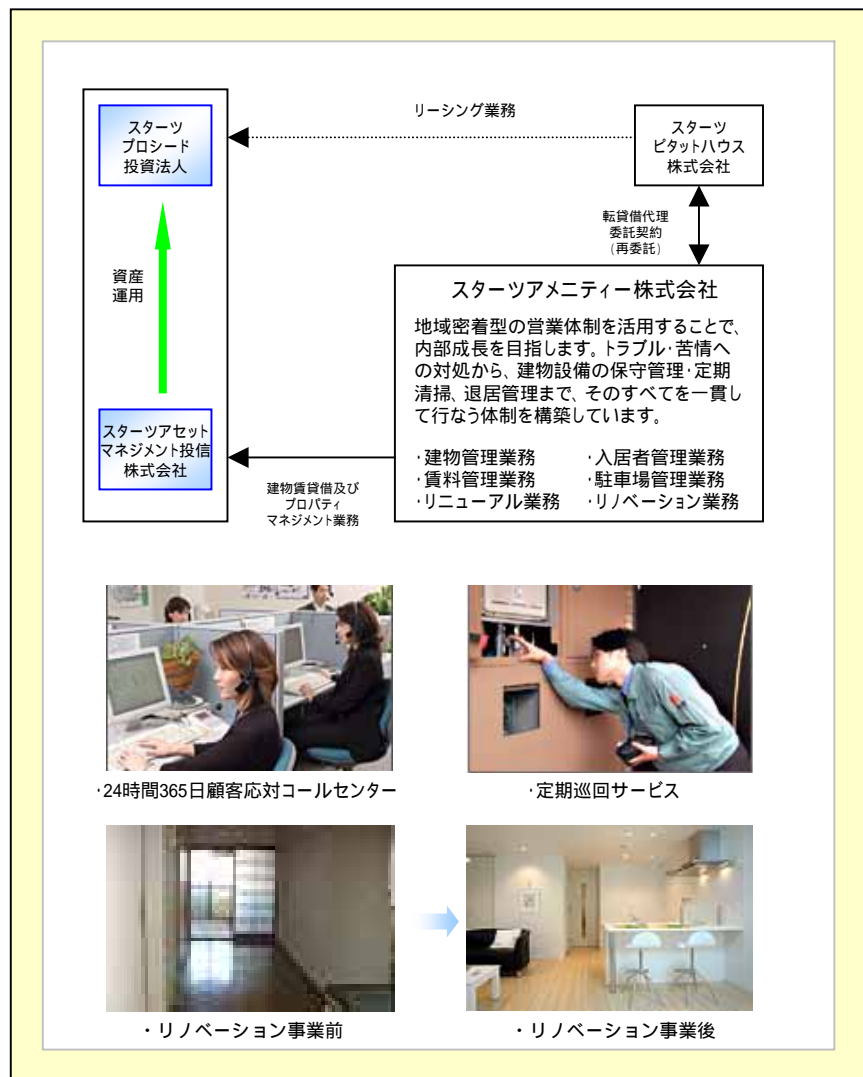 スターツ
プロシード
投資法人
リーシング業務
スターツ
ピタットハウス
株式会社
転貸借代理
委託契約
(再委託)
資産
運用
スターツアセット
マネジメント投信
株式会社
建物賃貸借及び
プロパティ
マネジメント業務
スターツアメニティー株式会社
地域密着型の営業体制を活用することで、
内部成長を目指します。トラブル・苦情へ
の対処から、建物設備の保守管理・定期
清掃、退居管理まで、そのすべてを一貫し
て行なう体制を構築しています。
・建物管理業務 ・入居者管理業務
・賃料管理業務 ・駐車場管理業務
・リニューアル業務 ・リノベーション業務
・24時間365日顧客応対コールセンター
・定期巡回サービス
・リノベーション事業前
・リノベーション事業後